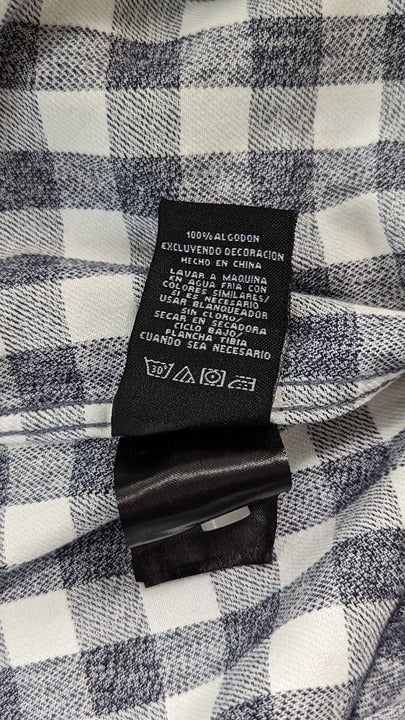 100% ALGODON
EXCLUYENDO DECORACION
HECHO EN CHINA
LAVAR A MAQUINA
EN AGUA FRIA CON
COLORES SIMILARES/
SI ES NECESARIO
USAR BLANQUEADOR
SIN CLORO/
SECAR EN SECADORA
CICLO BAJO/
PLANCHA TIBIA
CUANDO SEA NECESARIO
30°